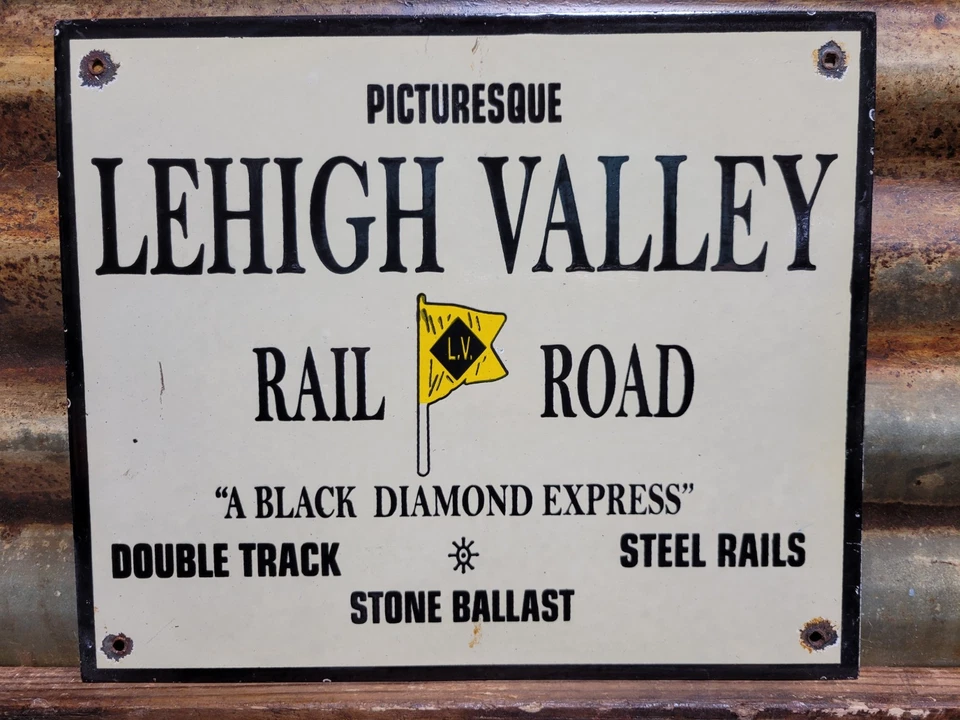 PICTURESQUE
LEHIGH VALLEY
L.V.
RAIL ROAD
“A BLACK DIAMOND EXPRESS”
DOUBLE TRACK STEEL RAILS
STONE BALLAST